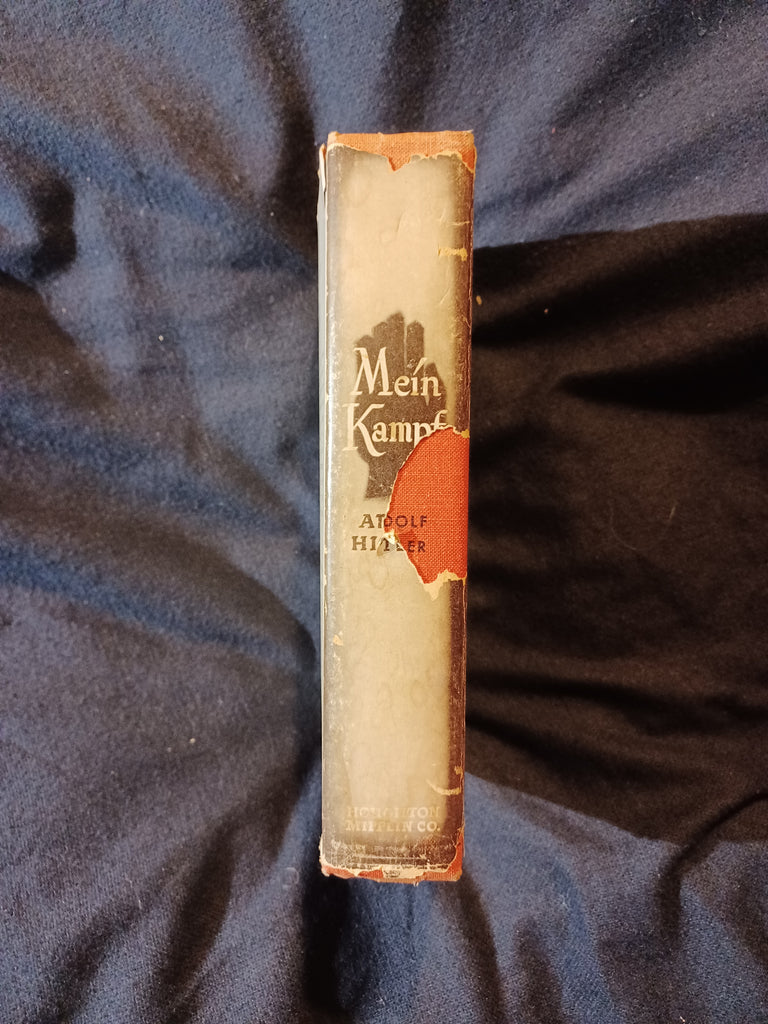 Mein
Kampf
ADOLF
HITLER
HOUGHTON
MIFFLIN CO.